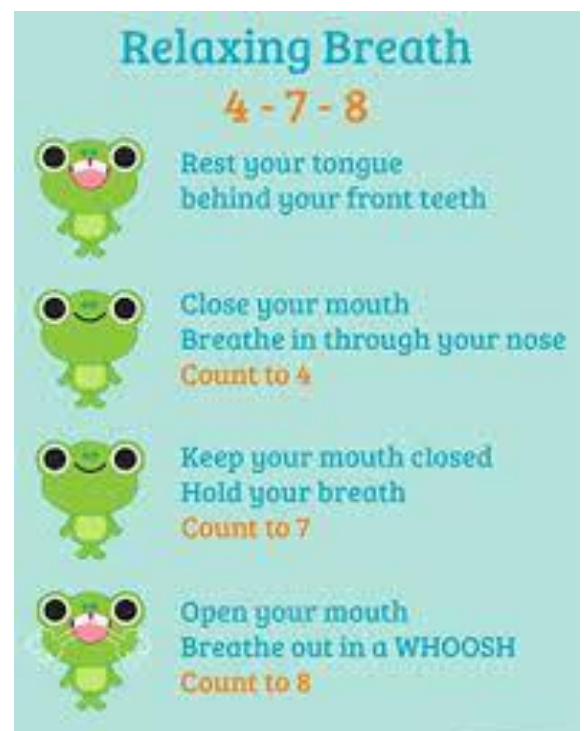 Relaxing Breath
4 - 7 - 8
Rest your tongue
behind your front teeth
Close your mouth
Breathe in through your nose
Count to 4
Keep your mouth closed
Hold your breath
Count to 7
Open your mouth
Breathe out in a WHOOSH
Count to 8